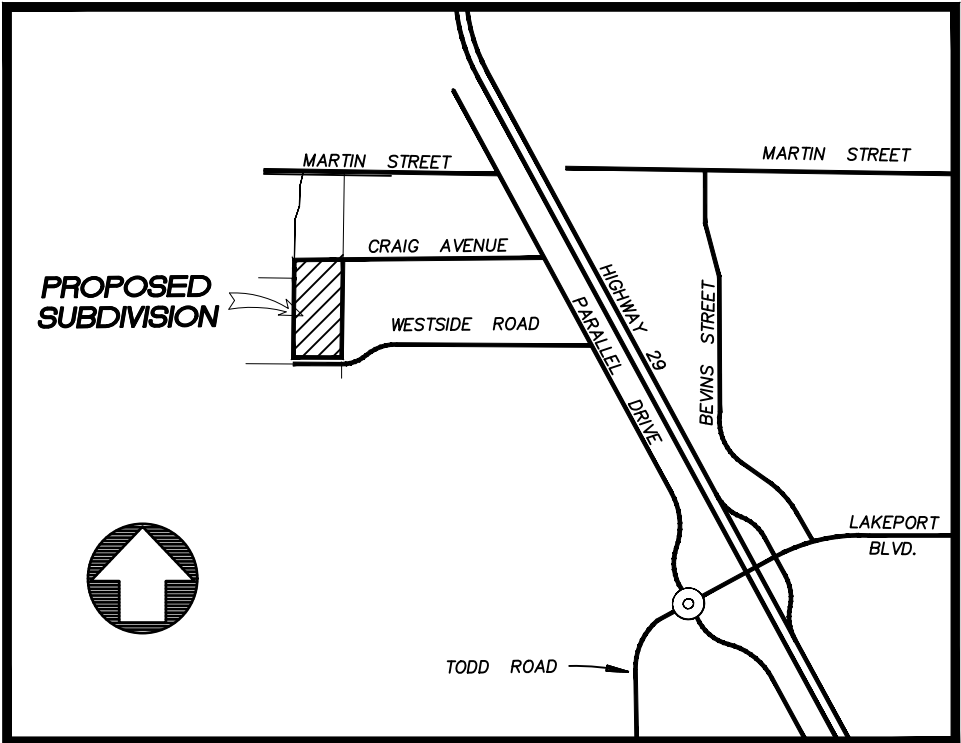 MARTIN STREET
MARTIN STREET
CRAIG AVENUE
PROPOSED
SUBDIVISION
HIGHWAY 29
PARALLEL DRIVE
WESTSIDE ROAD
BEVINS STREET
LAKEPORT
BLVD.
TODD ROAD